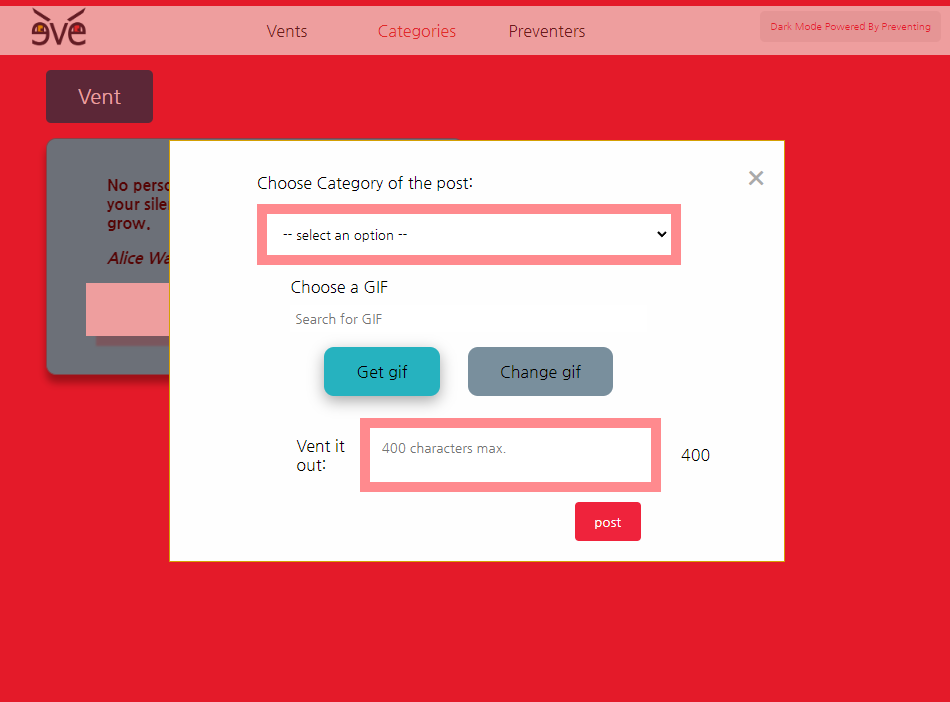 eve
Vents Categories Preventers
Dark Mode Powered By Preventing
Vent
No perso
your sile
grow.
Alice Wa
×
Choose Category of the post:
-- select an option --
Choose a GIF
Search for GIF
Get gif Change gif
Vent it
out:
400 characters max.
400
post